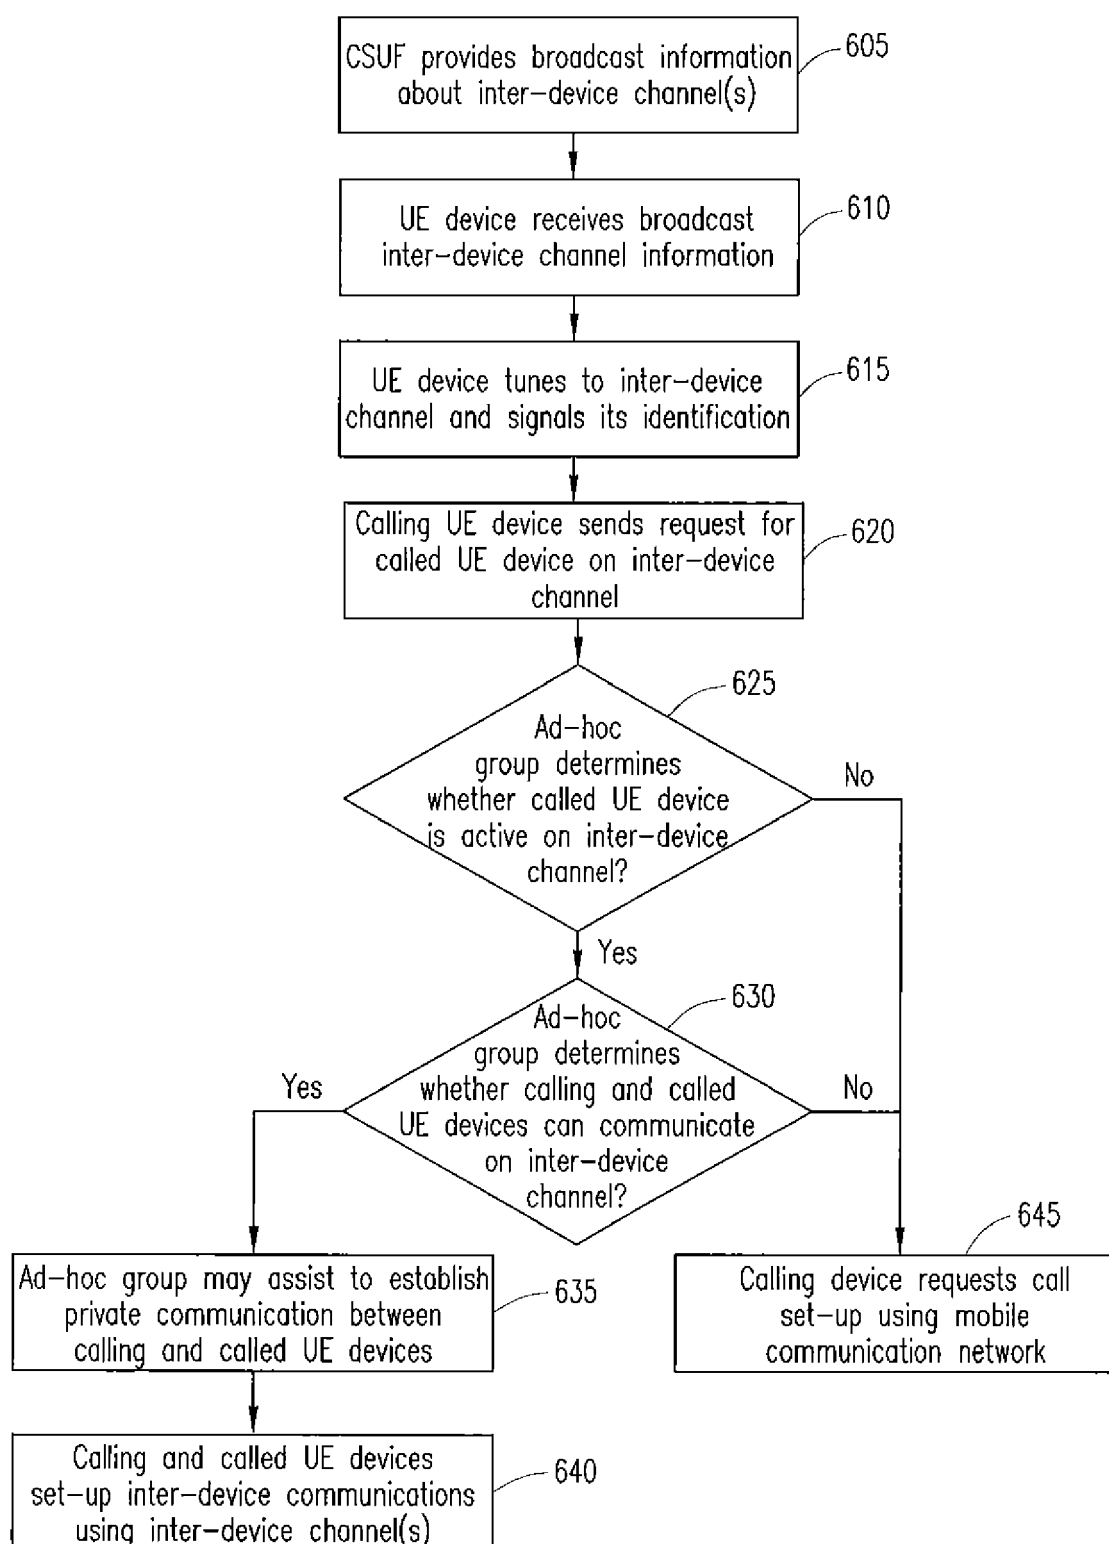 CSUF provides broadcast information
about inter-device channel(s)
605
UE device receives broadcast
inter-device channel information
610
UE device tunes to inter-device
channel and signals its identification
615
Calling UE device sends request for
called UE device on inter-device
channel
620
625
Ad-hoc
group determines
whether called UE device
is active on inter-device
channel?
No
Yes
630
Ad-hoc
group determines
whether calling and called
UE devices can communicate
on inter-device
channel?
Yes
No
Ad-hoc group may assist to establish
private communication between
calling and called UE devices
635
645
Calling device requests call
set-up using mobile
communication network
Calling and called UE devices
set-up inter-device communications
using inter-device channel(s)
640